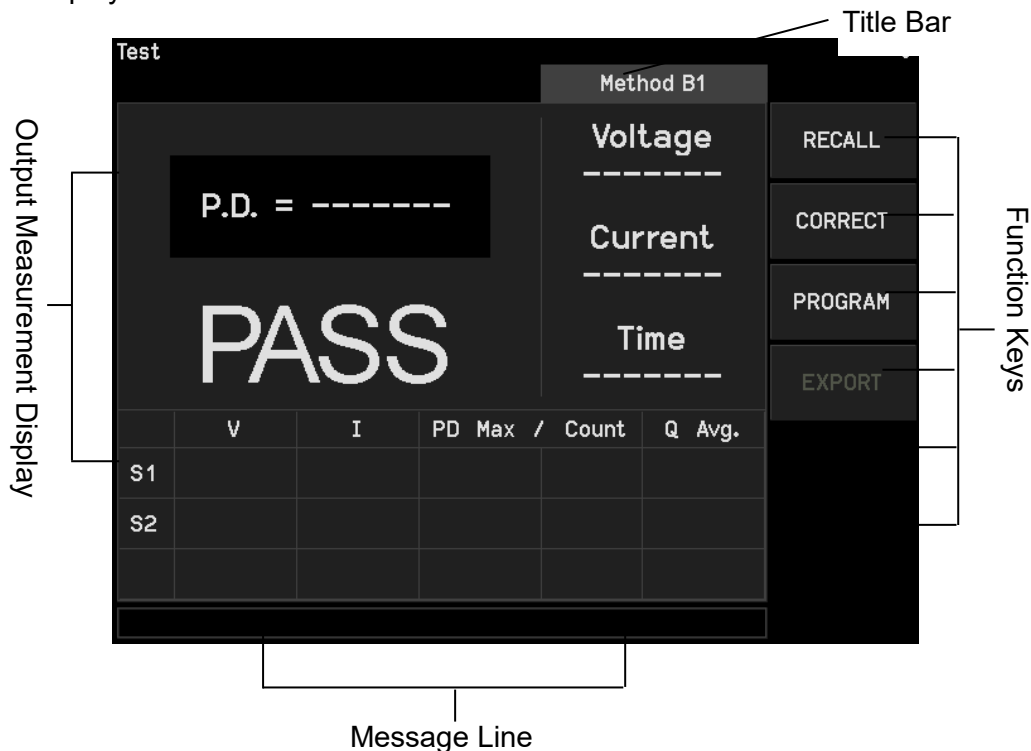 Title Bar
Test
Method B1
Voltage
-------
P.D. = -------
Current
-------
PASS
Time
-------
RECALL
CORRECT
PROGRAM
EXPORT
V I PD Max / Count Q Avg.
S1
S2
Output Measurement Display
Function Keys
Message Line